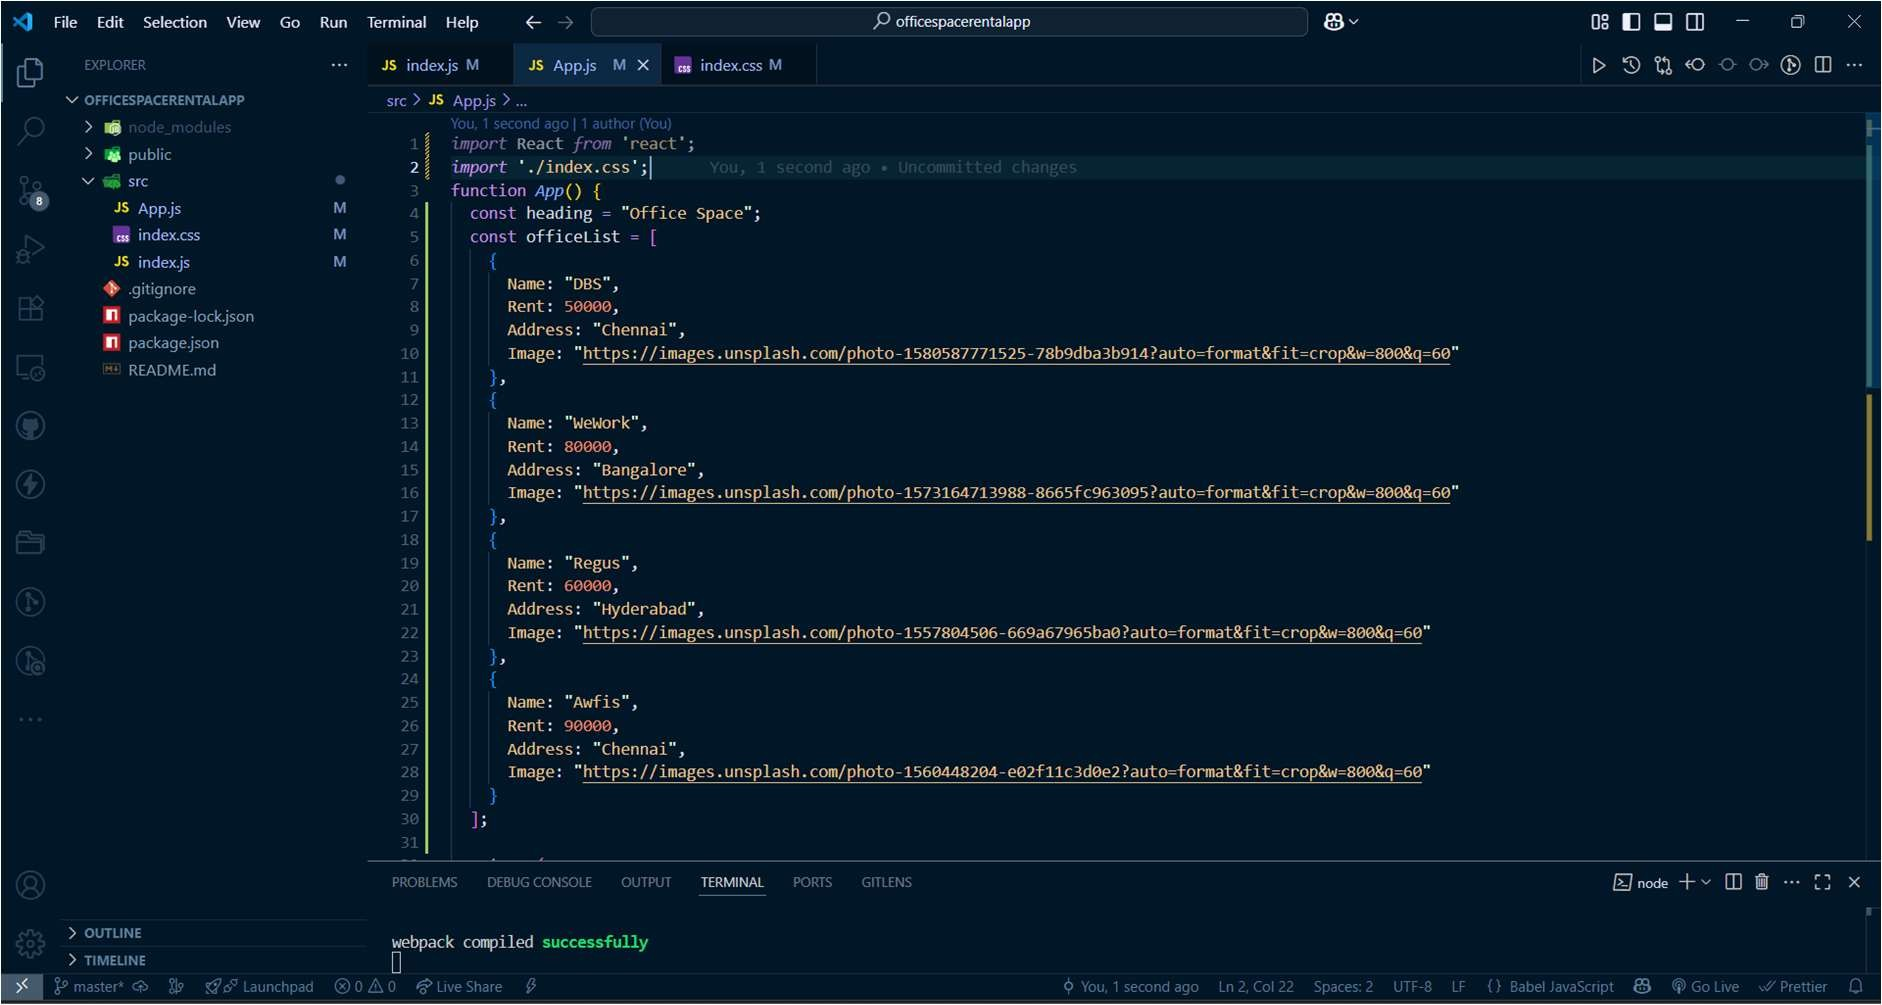 File Edit Selection View Go Run Terminal Help
officespacerentalapp
EXPLORER
OFFICESPACERENTALAPP
node_modules
public
src
App.js M
index.css M
index.js M
.gitignore
package-lock.json
package.json
README.md
OUTLINE
TIMELINE
8
JS index.js M
JS App.js M
css index.css M
src > JS App.js > ...
You, 1 second ago | 1 author (You)
1 import React from 'react';
2 import './index.css'; You, 1 second ago • Uncommitted changes
3 function App() {
4 const heading = "Office Space";
5 const officeList = [
6 {
7 Name: "DBS",
8 Rent: 50000,
9 Address: "Chennai",
10 Image: "https://images.unsplash.com/photo-1580587771525-78b9dba3b914?auto=format&fit=crop&w=800&q=60"
11 },
12 {
13 Name: "WeWork",
14 Rent: 80000,
15 Address: "Bangalore",
16 Image: "https://images.unsplash.com/photo-1573164713988-8665fc963095?auto=format&fit=crop&w=800&q=60"
17 },
18 {
19 Name: "Regus",
20 Rent: 60000,
21 Address: "Hyderabad",
22 Image: "https://images.unsplash.com/photo-1557804506-669a67965ba0?auto=format&fit=crop&w=800&q=60"
23 },
24 {
25 Name: "Awfis",
26 Rent: 90000,
27 Address: "Chennai",
28 Image: "https://images.unsplash.com/photo-1560448204-e02f11c3d0e2?auto=format&fit=crop&w=800&q=60"
29 }
30 ];
31
PROBLEMS DEBUG CONSOLE OUTPUT TERMINAL PORTS GITLENS
node
webpack compiled successfully
master* Launchpad 0 0 Live Share
You, 1 second ago Ln 2, Col 22 Spaces: 2 UTF-8 LF {} Babel JavaScript Go Live Prettier